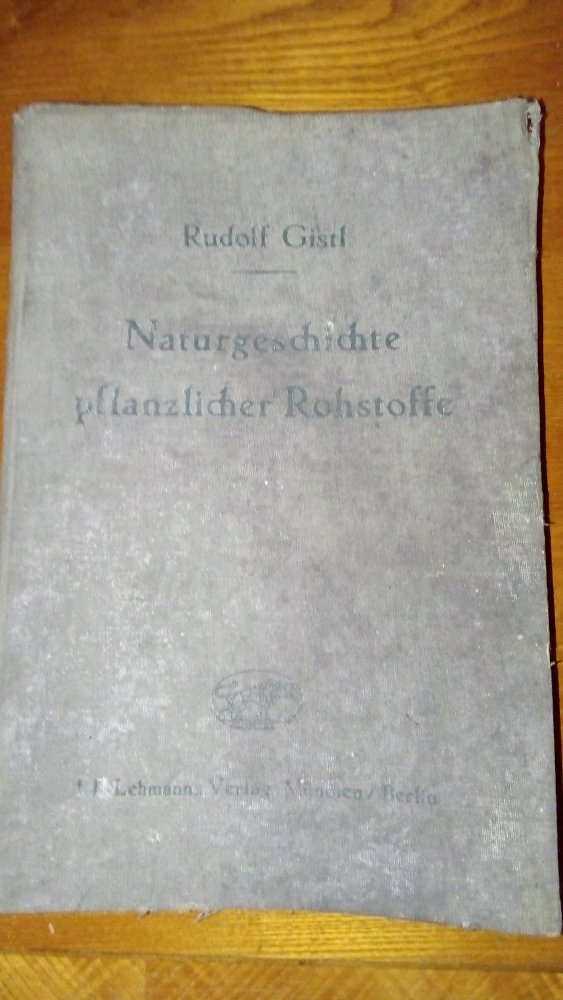 Rudolf Gistl
Naturgeschichte
pflanzlicher Rohstoffe
Lehmanns Verlag München / Berlin